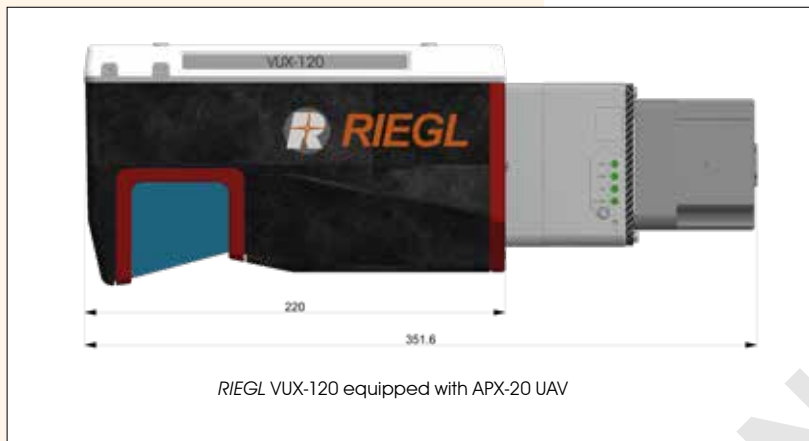 VUX-120
RIEGL
220
351.6
RIEGL VUX-120 equipped with APX-20 UAV